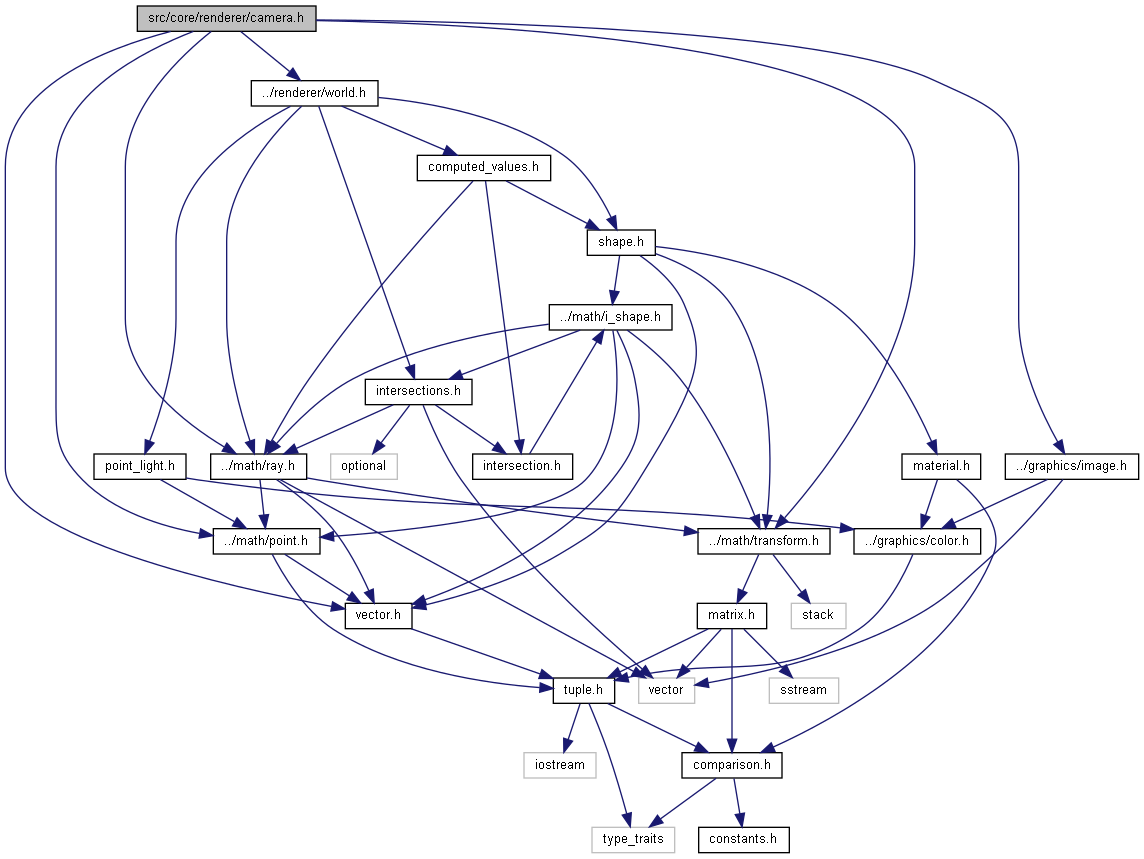 src/core/renderer/camera.h
../renderer/world.h
computed_values.h
shape.h
../math/i_shape.h
intersections.h
point_light.h
../math/ray.h
optional
intersection.h
material.h
../graphics/image.h
../math/point.h
../math/transform.h
../graphics/color.h
vector.h
matrix.h
stack
tuple.h
vector
sstream
iostream
comparison.h
type_traits
constants.h